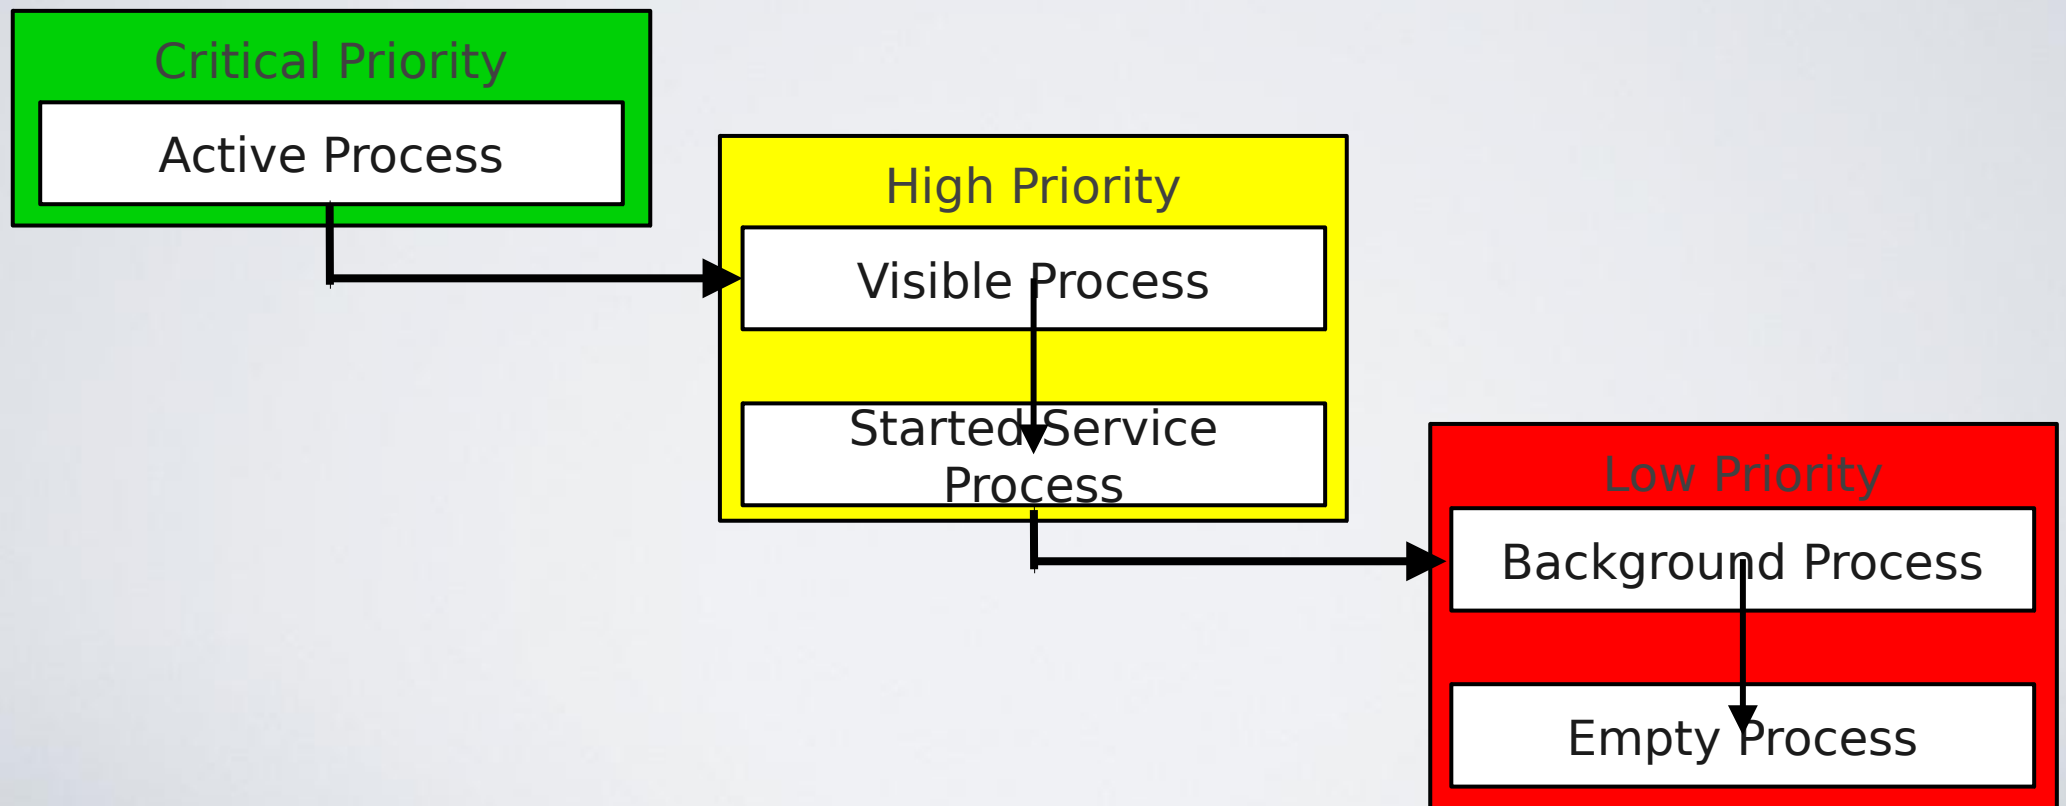 Critical Priority
Active Process
High Priority
Visible Process
Started Service
Process
Low Priority
Background Process
Empty Process